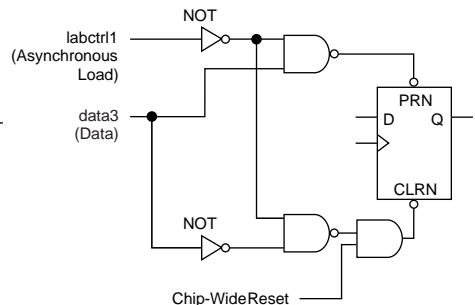 NOT
labctrl1
(Asynchronous
Load)
PRN
data3
(Data)
D Q
CLRN
NOT
Chip-WideReset